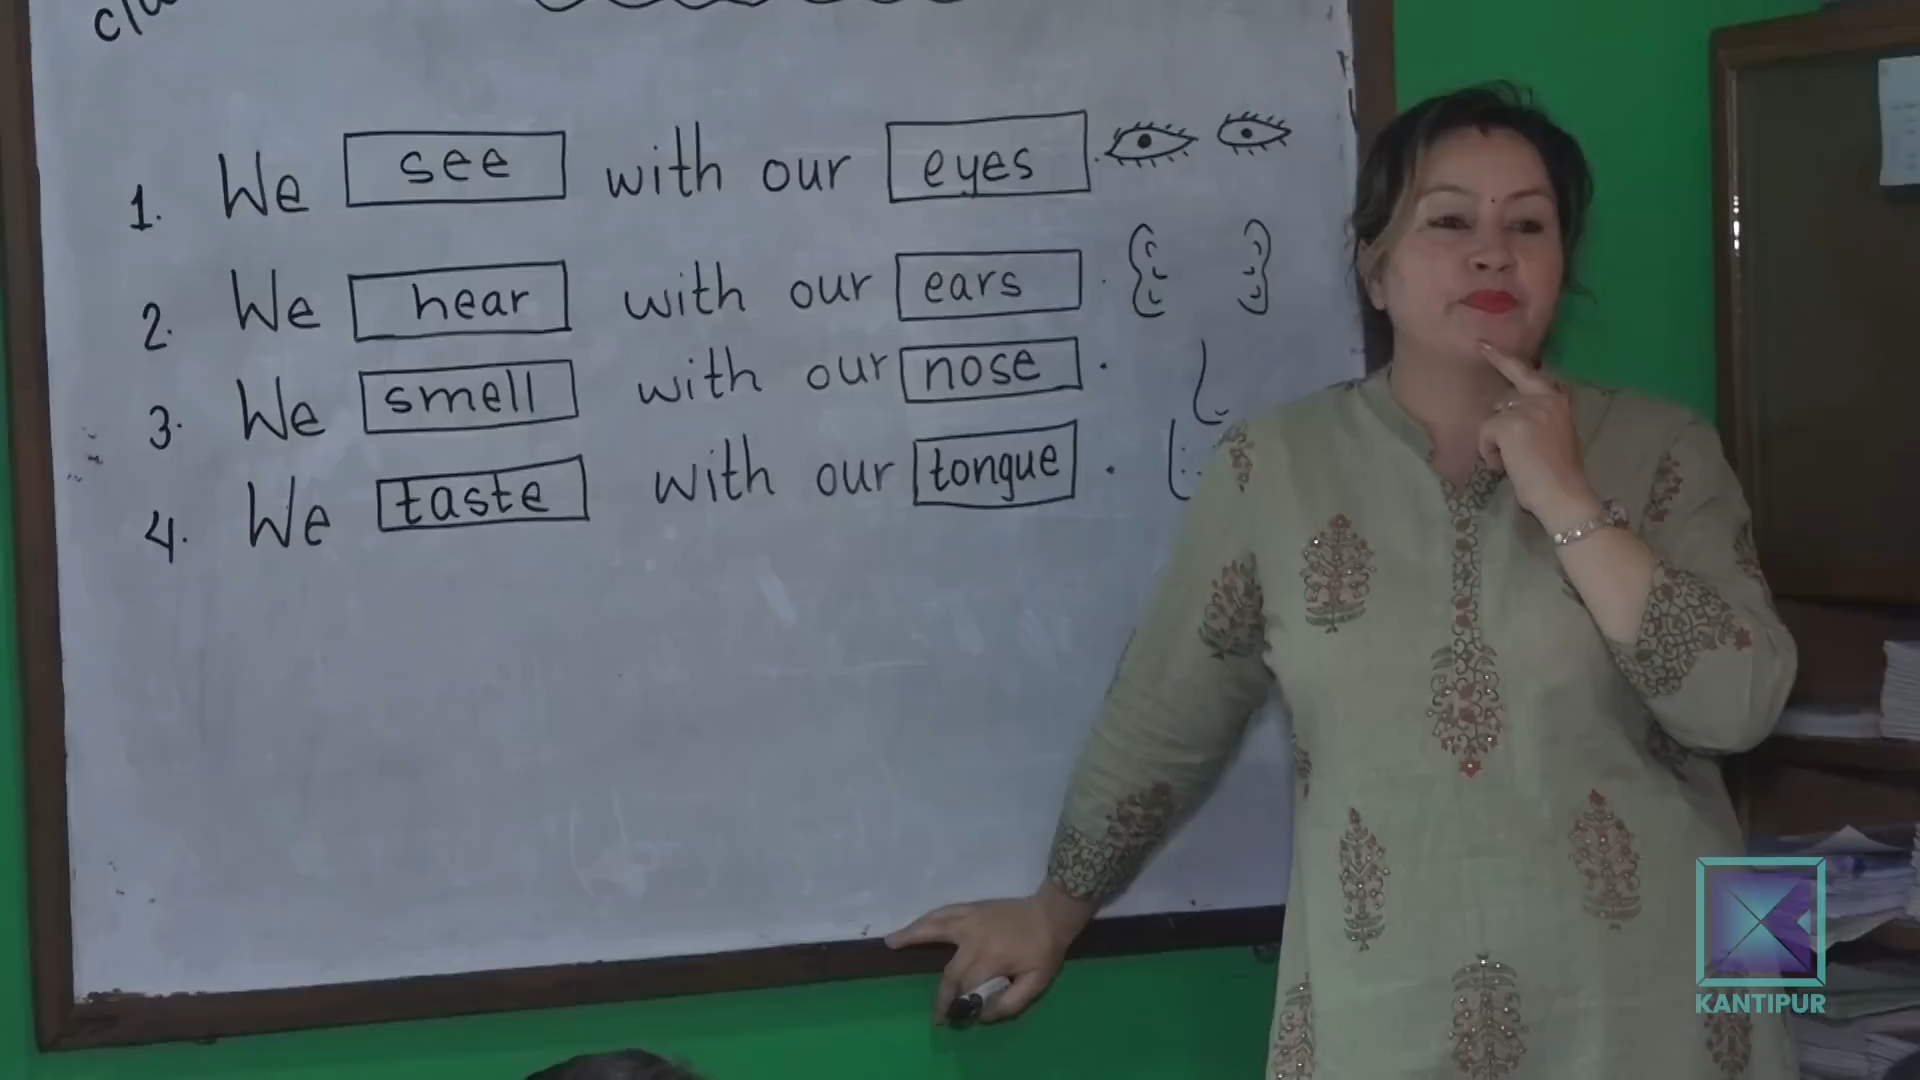 1. We see with our eyes.
2. We hear with our ears.
3. We smell with our nose.
4. We taste with our tongue.
KANTIPUR